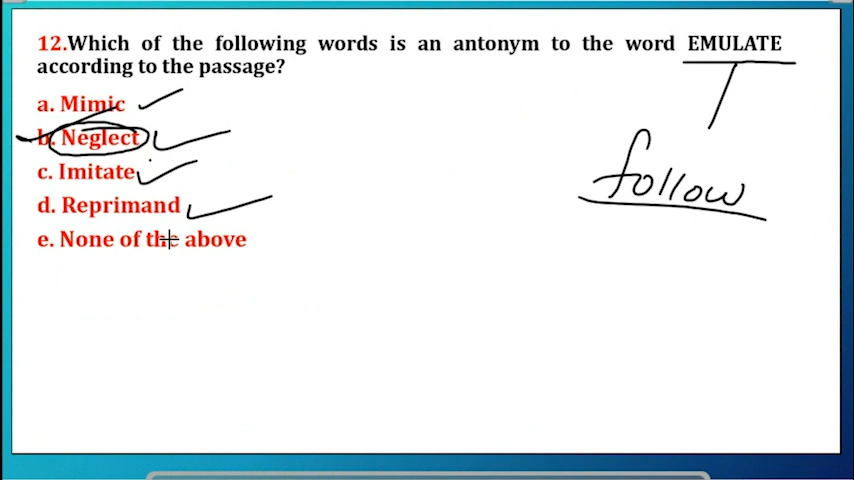 12.Which of the following words is an antonym to the word EMULATE
according to the passage?
a. Mimic
b. Neglect
c. Imitate
d. Reprimand
e. None of the above
follow